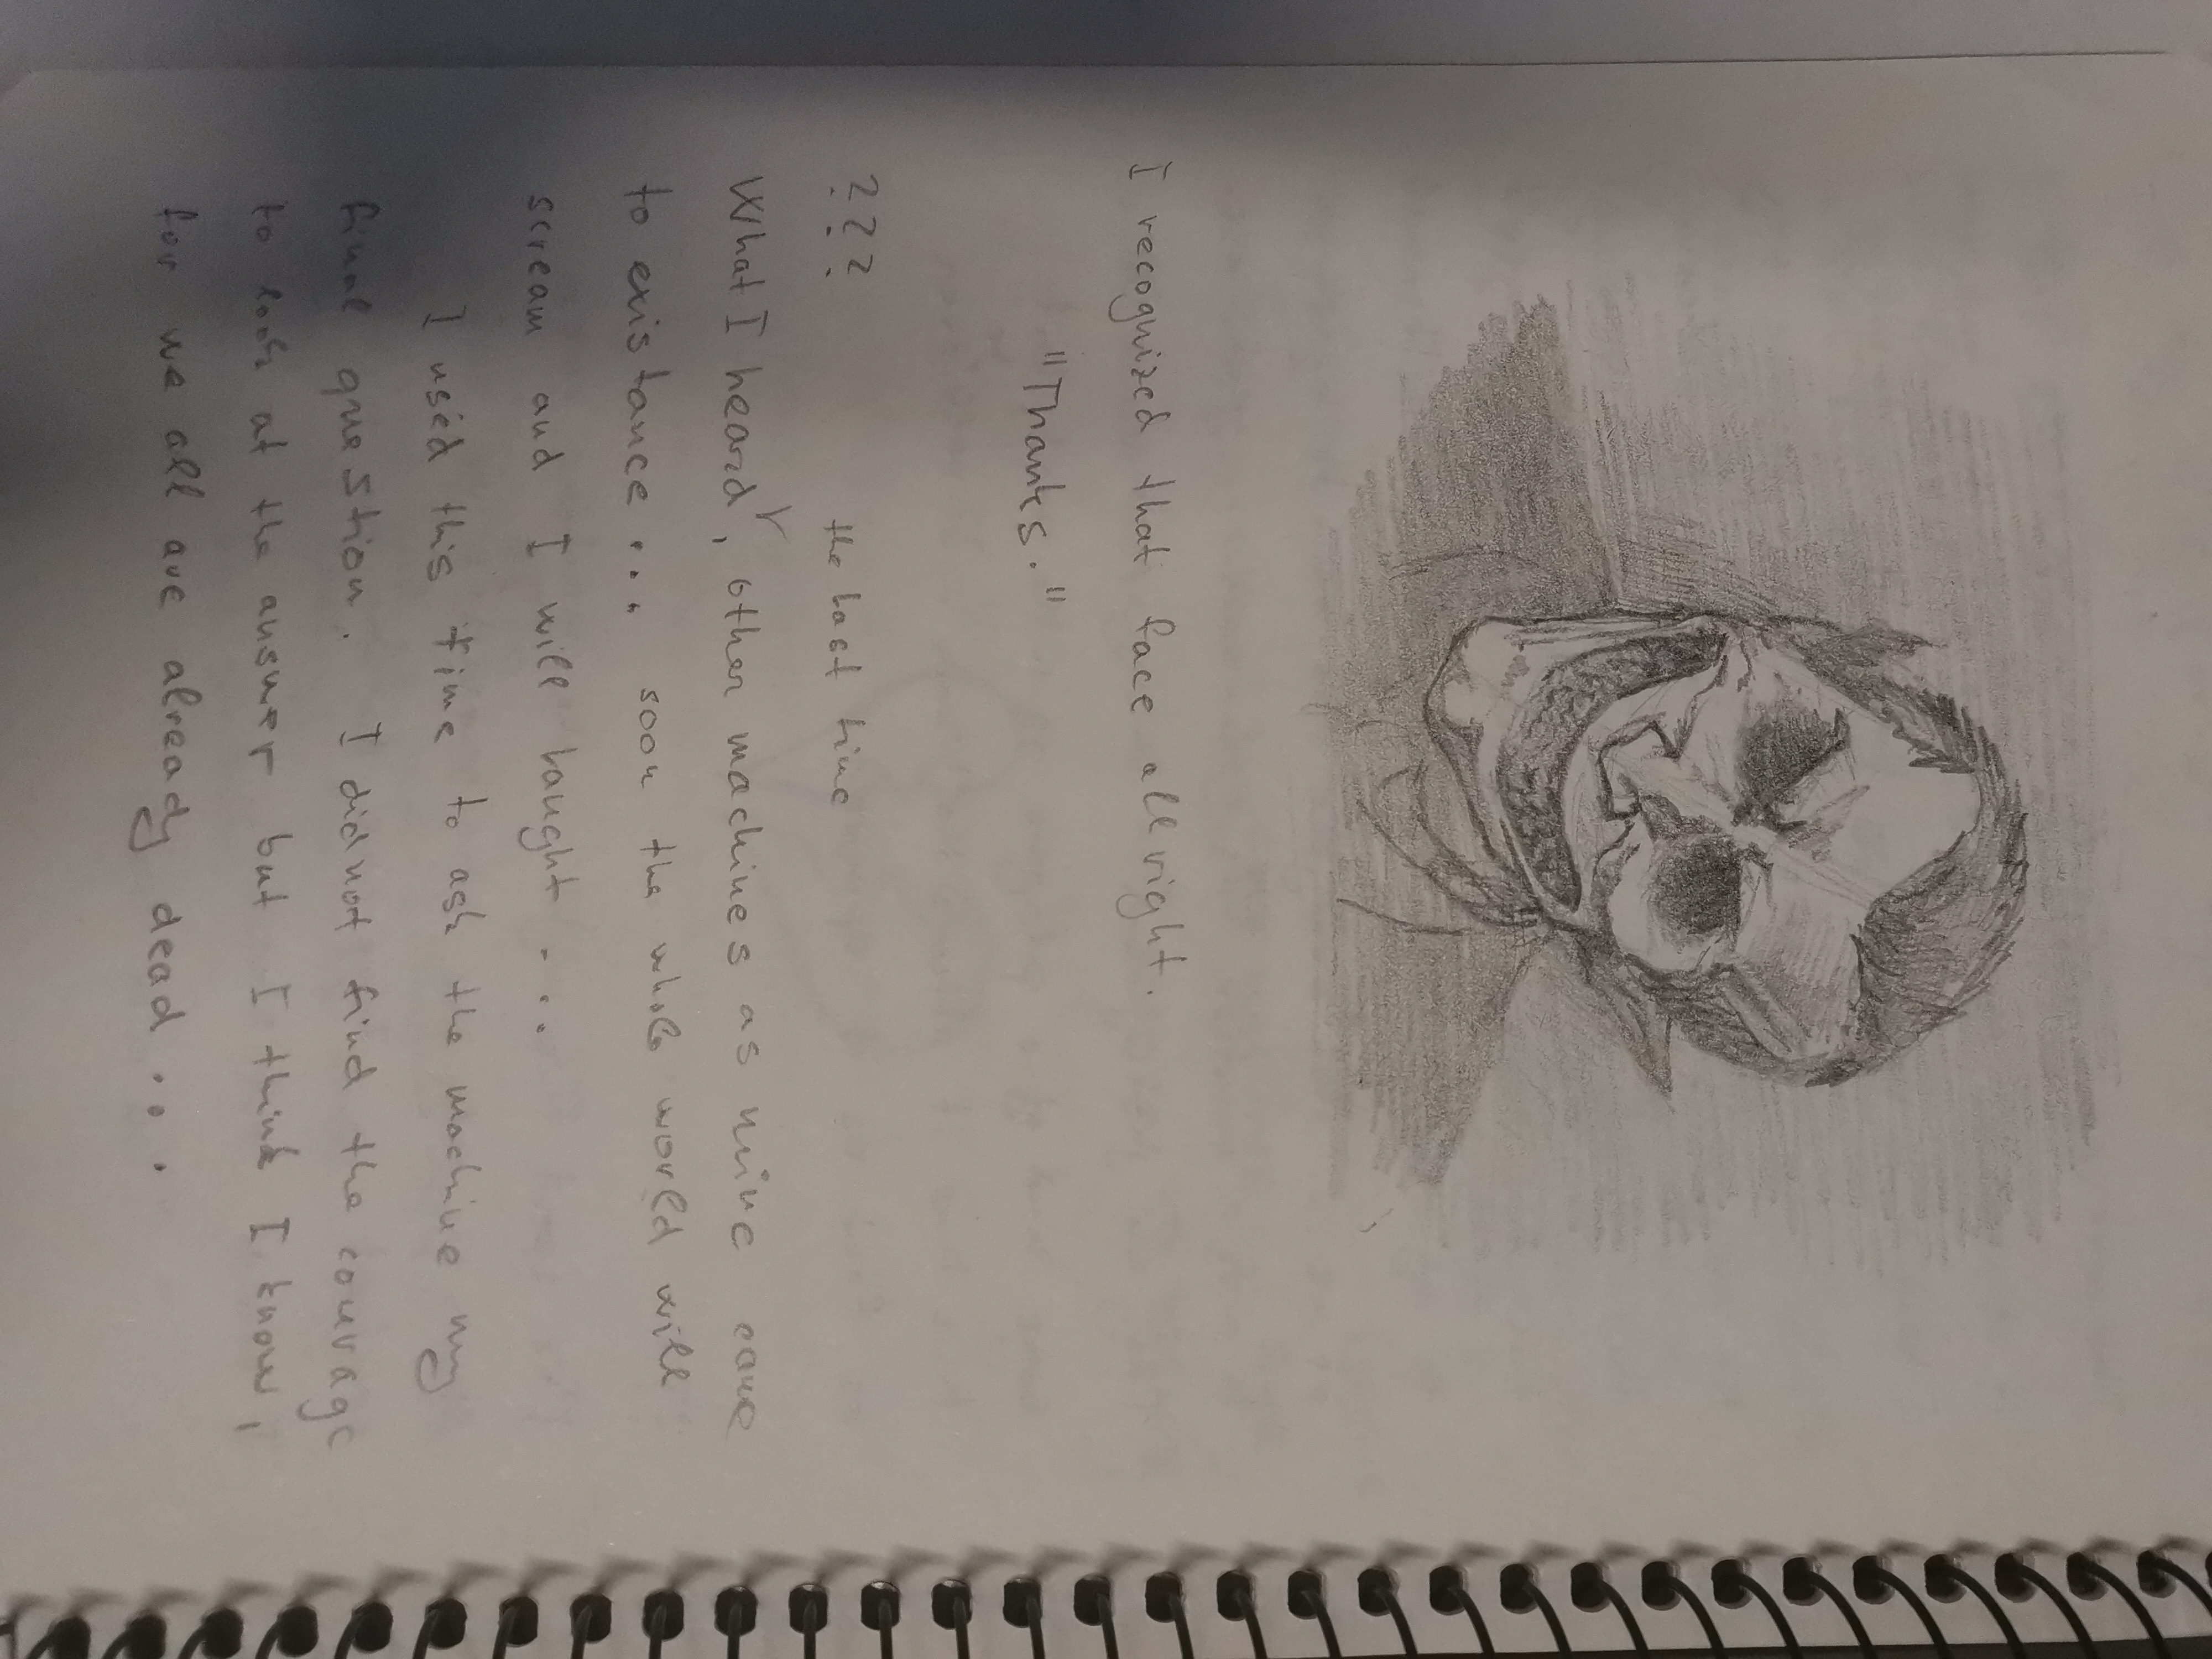 I recognized that face allright.
"Thanks."
???
the last time
What I heard, other machines as mine came
to existance... soon the whole world will
scream and I will laught ...
I used this time to ask the machine my
final question. I did not find the courage
to look at the answer but I think I know,
for we all are already dead ...